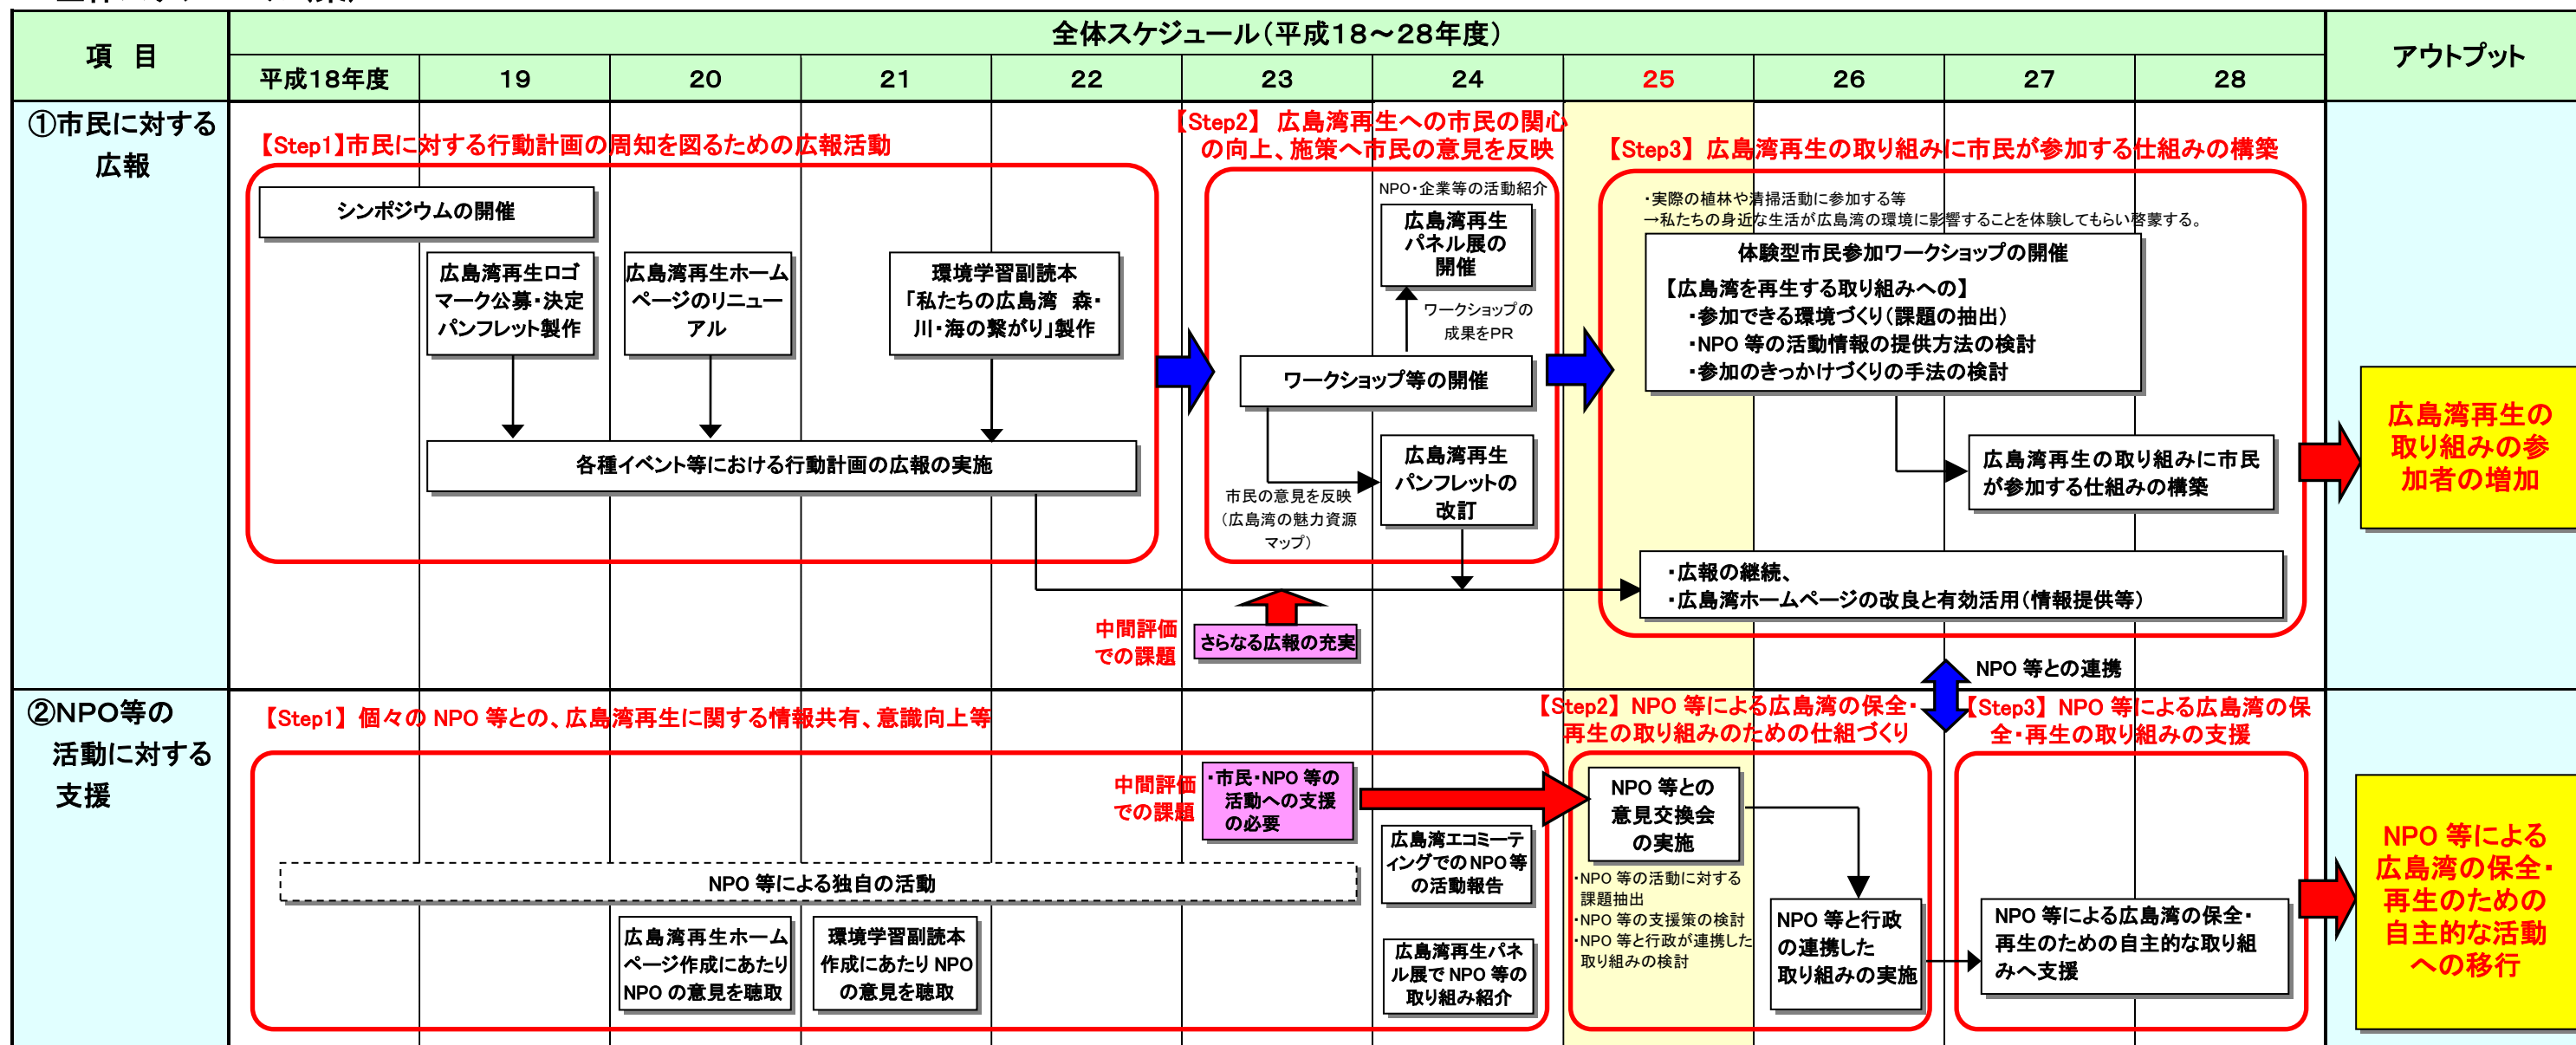 項 目
全体スケジュール（平成１８～２８年度）
アウトプット
平成１８年度
１９
２０
２１
２２
２３
２４
２５
２６
２７
２８
①市民に対する
広報
【Step1】市民に対する行動計画の周知を図るための広報活動
シンポジウムの開催
広島湾再生ロゴ
マーク公募・決定
パンフレット製作
広島湾再生ホーム
ページのリニュー
アル
環境学習副読本
「私たちの広島湾 森・
川・海の繋がり」製作
各種イベント等における行動計画の広報の実施
【Step2】 広島湾再生への市民の関心
の向上、施策へ市民の意見を反映
NPO・企業等の活動紹介
広島湾再生
パネル展の
開催
ワークショップの
成果をPR
ワークショップ等の開催
市民の意見を反映
（広島湾の魅力資源
マップ）
広島湾再生
パンフレットの
改訂
【Step3】 広島湾再生の取り組みに市民が参加する仕組みの構築
・実際の植林や清掃活動に参加する等
→私たちの身近な生活が広島湾の環境に影響することを体験してもらい啓蒙する。
体験型市民参加ワークショップの開催
【広島湾を再生する取り組みへの】
・参加できる環境づくり（課題の抽出）
・NPO 等の活動情報の提供方法の検討
・参加のきっかけづくりの手法の検討
広島湾再生の取り組みに市民
が参加する仕組みの構築
・広報の継続、
・広島湾ホームページの改良と有効活用（情報提供等）
広島湾再生の
取り組みの参
加者の増加
中間評価
での課題
さらなる広報の充実
NPO 等との連携
②NPO等の
活動に対する
支援
【Step1】 個々の NPO 等との、広島湾再生に関する情報共有、意識向上等
中間評価
での課題
・市民・NPO 等の
活動への支援
の必要
NPO 等による独自の活動
広島湾再生ホーム
ページ作成にあたり
NPO の意見を聴取
環境学習副読本
作成にあたり NPO
の意見を聴取
広島湾エコミーテ
ィングでの NPO 等
の活動報告
広島湾再生パネ
ル展で NPO 等の
取り組み紹介
【Step2】 NPO 等による広島湾の保全・
再生の取り組みのための仕組づくり
NPO 等との
意見交換会
の実施
・NPO 等の活動に対する
課題抽出
・NPO 等の支援策の検討
・NPO 等と行政が連携した
取り組みの検討
NPO 等と行政
の連携した
取り組みの実施
【Step3】 NPO 等による広島湾の保
全・再生の取り組みの支援
NPO 等による広島湾の保全・
再生のための自主的な取り組
みへ支援
NPO 等による
広島湾の保全・
再生のための
自主的な活動
への移行